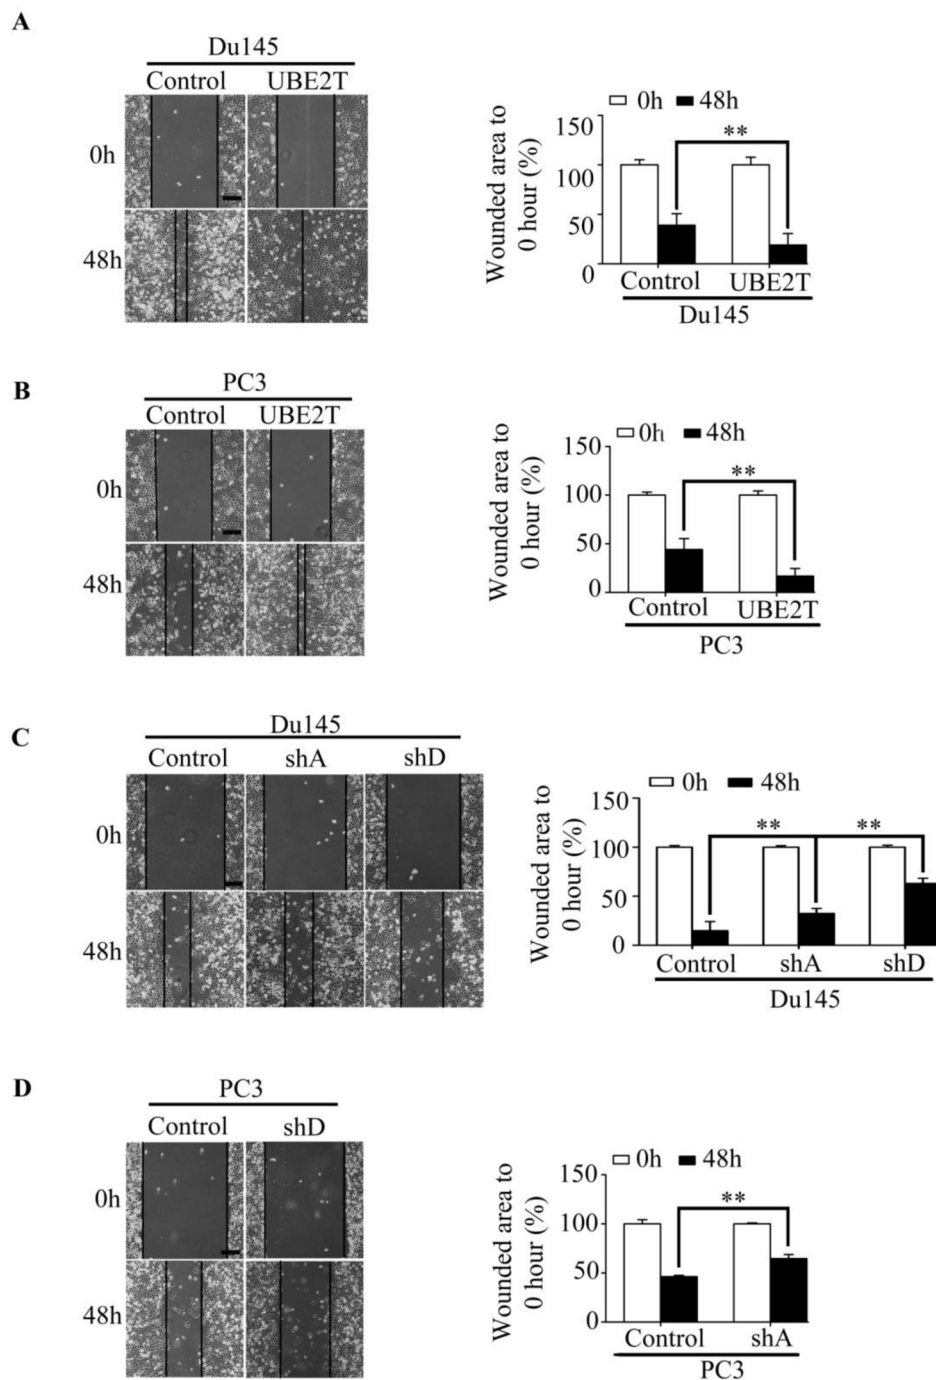 A
Du145
Control UBE2T
0h
48h
0h 48h
Wounded area to
0 hour (%)
150
100
50
0
**
Control UBE2T
Du145
B
PC3
Control UBE2T
0h
48h
0h 48h
Wounded area to
0 hour (%)
150
100
50
0
**
Control UBE2T
PC3
C
Du145
Control shA shD
0h
48h
0h 48h
Wounded area to
0 hour (%)
150
100
50
0
** **
Control shA shD
Du145
D
PC3
Control shD
0h
48h
0h 48h
Wounded area to
0 hour (%)
150
100
50
0
**
Control shA
PC3